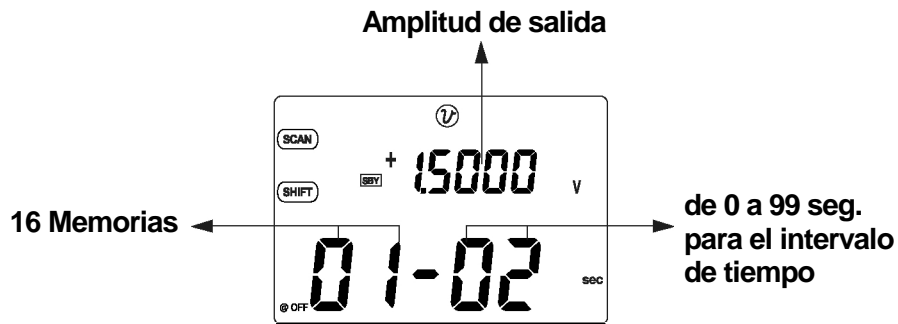 Amplitud de salida
V
SCAN
+ 1.5000
SBY
V
SHIFT
16 Memorias
de 0 a 99 seg.
para el intervalo
de tiempo
01-02
sec
@ OFF